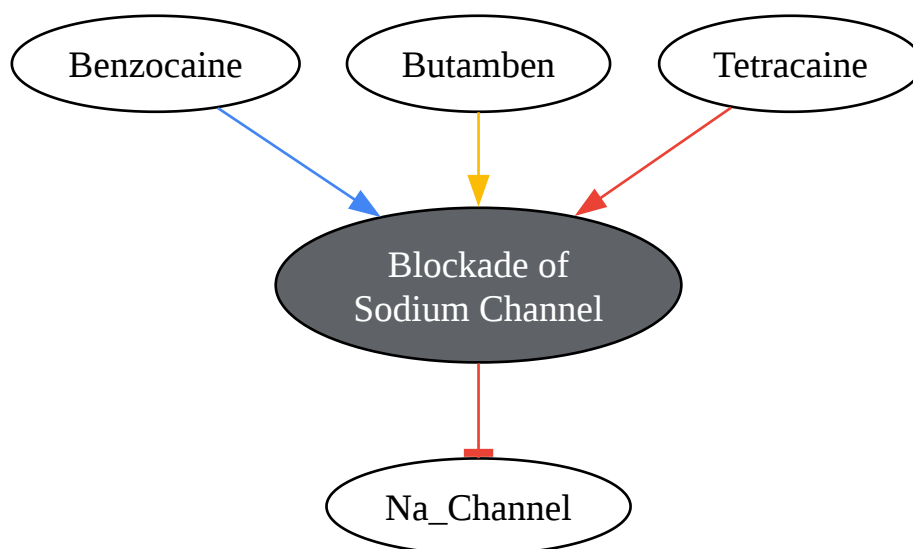 Benzocaine
Butamben
Tetracaine
Blockade of
Sodium Channel
Na_Channel